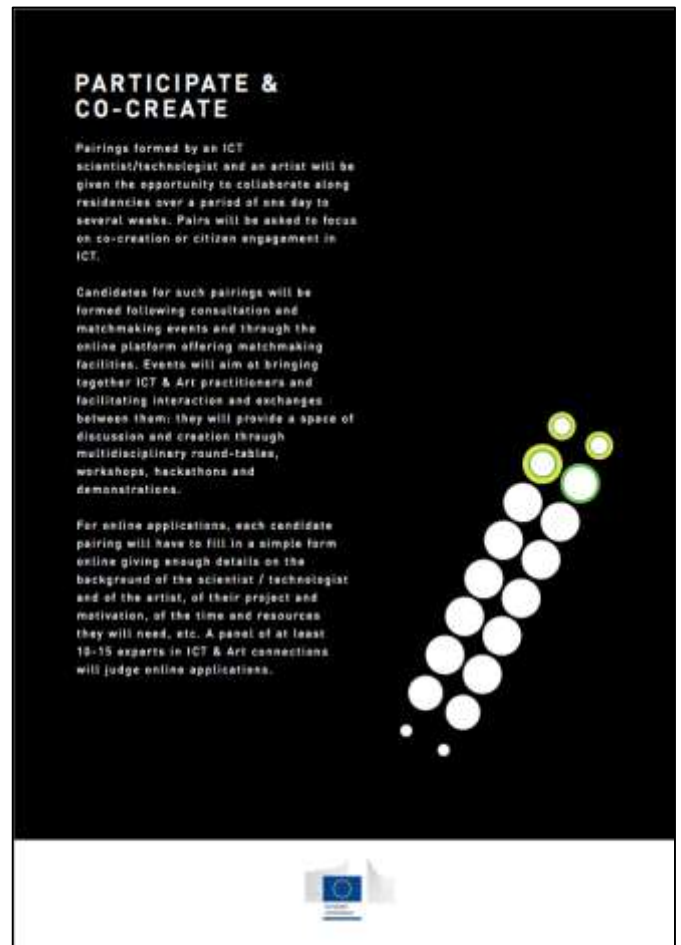 PARTICIPATE &
CO-CREATE
Pairings formed by an ICT
scientist/technologist and an artist will be
given the opportunity to collaborate along
residencies over a period of one day to
several weeks. Pairs will be asked to focus
on co-creation or citizen engagement in
ICT.
Candidates for such pairings will be
formed following consultation and
matchmaking events and through the
online platform offering matchmaking
facilities. Events will aim at bringing
together ICT & Art practitioners and
facilitating interaction and exchanges
between them; they will provide a space of
discussion and creation through
multidisciplinary round-tables,
workshops, hackathons and
demonstrations.
For online applications, each candidate
pairing will have to fill in a simple form
online giving enough details on the
background of the scientist / technologist
and of the artist, of their project and
motivation, of the time and resources
they will need, etc. A panel of at least
10-15 experts in ICT & Art connections
will judge online applications.